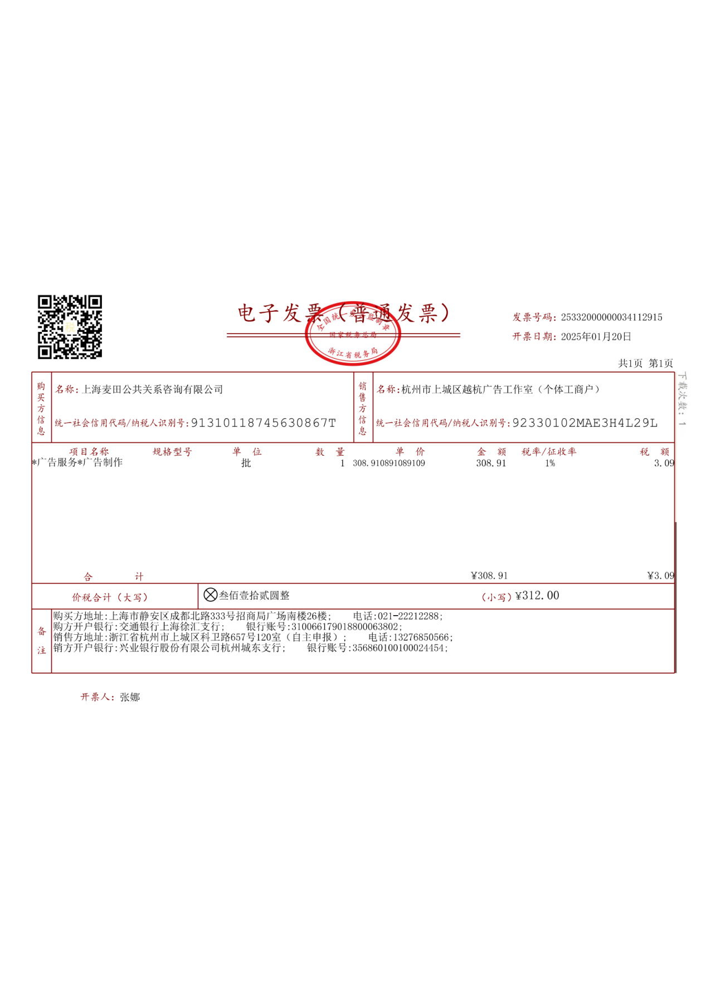 电子发票（普通发票）
全国统一发票监制章
国家税务总局
浙江省税务局
税
发票号码：25332000000034112915
开票日期：2025年01月20日
共1页 第1页
下载次数：1
购买方信息
名称：上海麦田公共关系咨询有限公司
统一社会信用代码/纳税人识别号：91310118745630867T
销售方信息
名称：杭州市上城区越杭广告工作室（个体工商户）
统一社会信用代码/纳税人识别号：92330102MAE3H4L29L
项目名称 规格型号 单 位 数 量 单 价 金 额 税率/征收率 税 额
*广告服务*广告制作 批 1 308.910891089109 308.91 1% 3.09
合 计 ¥308.91 ¥3.09
价税合计（大写） ⊗叁佰壹拾贰圆整 （小写）¥312.00
备注
购买方地址:上海市静安区成都北路333号招商局广场南楼26楼; 电话:021-22212288;
购方开户银行:交通银行上海徐汇支行; 银行账号:310066179018800063802;
销售方地址:浙江省杭州市上城区科卫路657号120室（自主申报）; 电话:13276850566;
销方开户银行:兴业银行股份有限公司杭州城东支行; 银行账号:356860100100024454;
开票人：张娜